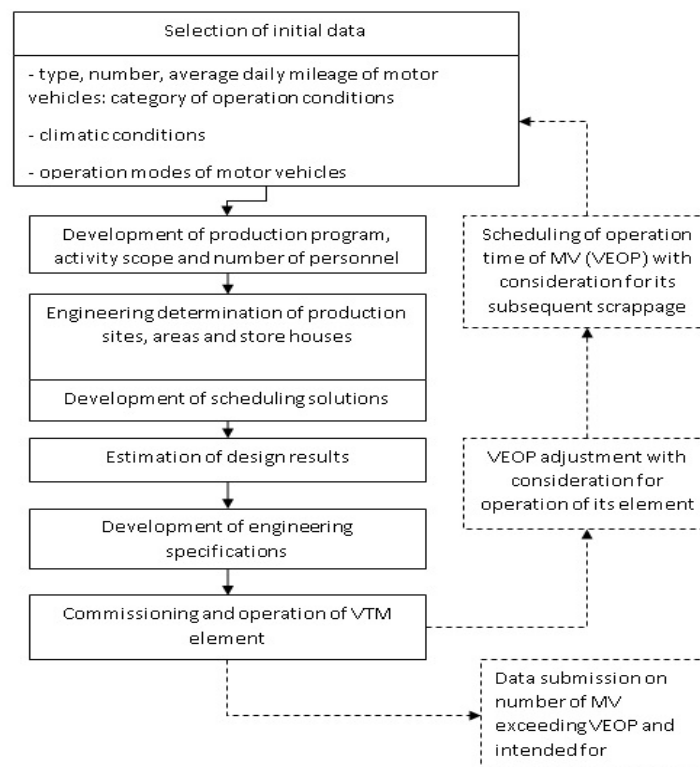 Selection of initial data
- type, number, average daily mileage of motor
vehicles: category of operation conditions
- climatic conditions
- operation modes of motor vehicles
Development of production program,
activity scope and number of personnel
Engineering determination of production
sites, areas and store houses
Development of scheduling solutions
Estimation of design results
Development of engineering
specifications
Commissioning and operation of VTM
element
Scheduling of operation
time of MV (VEOP) with
consideration for its
subsequent scrappage
VEOP adjustment with
consideration for
operation of its element
Data submission on
number of MV
exceeding VEOP and
intended for